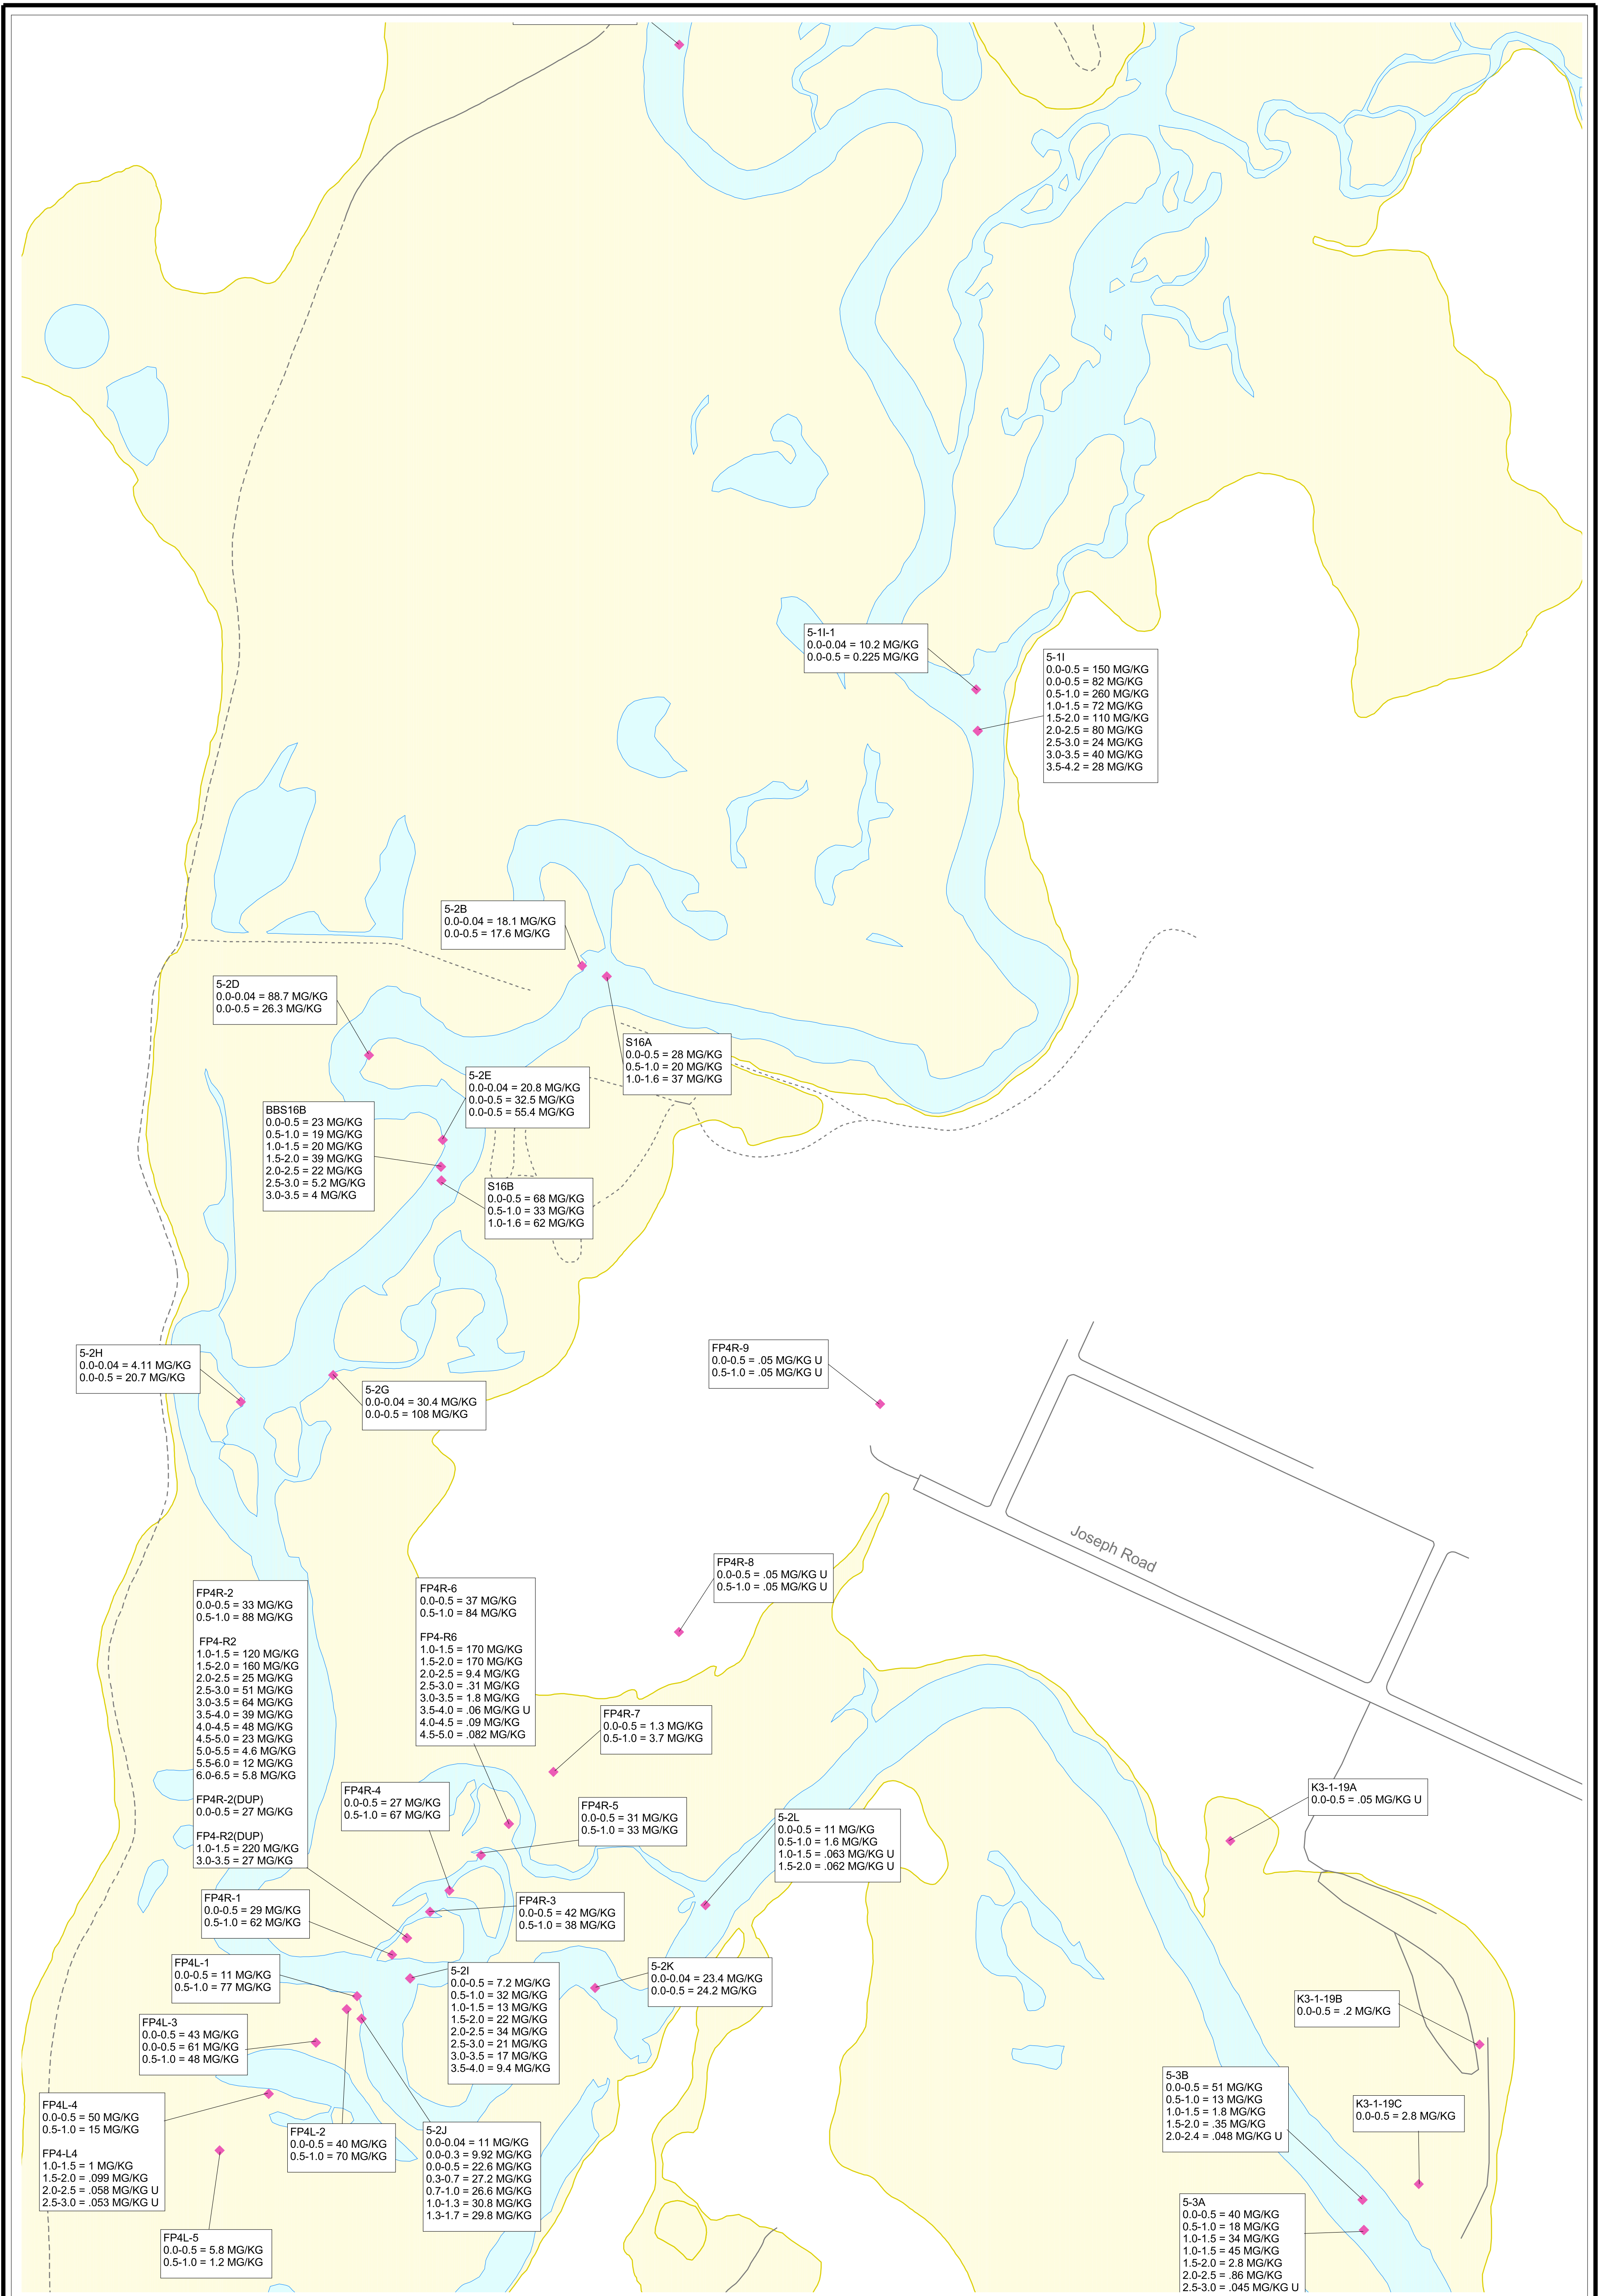 5-1I-1
0.0-0.04 = 10.2 MG/KG
0.0-0.5 = 0.225 MG/KG
5-1I
0.0-0.5 = 150 MG/KG
0.0-0.5 = 82 MG/KG
0.5-1.0 = 260 MG/KG
1.0-1.5 = 72 MG/KG
1.5-2.0 = 110 MG/KG
2.0-2.5 = 80 MG/KG
2.5-3.0 = 24 MG/KG
3.0-3.5 = 40 MG/KG
3.5-4.2 = 28 MG/KG
5-2B
0.0-0.04 = 18.1 MG/KG
0.0-0.5 = 17.6 MG/KG
5-2D
0.0-0.04 = 88.7 MG/KG
0.0-0.5 = 26.3 MG/KG
S16A
0.0-0.5 = 28 MG/KG
0.5-1.0 = 20 MG/KG
1.0-1.6 = 37 MG/KG
5-2E
0.0-0.04 = 20.8 MG/KG
0.0-0.5 = 32.5 MG/KG
0.0-0.5 = 55.4 MG/KG
BBS16B
0.0-0.5 = 23 MG/KG
0.5-1.0 = 19 MG/KG
1.0-1.5 = 20 MG/KG
1.5-2.0 = 39 MG/KG
2.0-2.5 = 22 MG/KG
2.5-3.0 = 5.2 MG/KG
3.0-3.5 = 4 MG/KG
S16B
0.0-0.5 = 68 MG/KG
0.5-1.0 = 33 MG/KG
1.0-1.6 = 62 MG/KG
5-2H
0.0-0.04 = 4.11 MG/KG
0.0-0.5 = 20.7 MG/KG
5-2G
0.0-0.04 = 30.4 MG/KG
0.0-0.5 = 108 MG/KG
FP4R-9
0.0-0.5 = .05 MG/KG U
0.5-1.0 = .05 MG/KG U
Joseph Road
FP4R-8
0.0-0.5 = .05 MG/KG U
0.5-1.0 = .05 MG/KG U
FP4R-2
0.0-0.5 = 33 MG/KG
0.5-1.0 = 88 MG/KG
FP4-R2
1.0-1.5 = 120 MG/KG
1.5-2.0 = 160 MG/KG
2.0-2.5 = 25 MG/KG
2.5-3.0 = 51 MG/KG
3.0-3.5 = 64 MG/KG
3.5-4.0 = 39 MG/KG
4.0-4.5 = 48 MG/KG
4.5-5.0 = 23 MG/KG
5.0-5.5 = 4.6 MG/KG
5.5-6.0 = 12 MG/KG
6.0-6.5 = 5.8 MG/KG
FP4R-2(DUP)
0.0-0.5 = 27 MG/KG
FP4-R2(DUP)
1.0-1.5 = 220 MG/KG
3.0-3.5 = 27 MG/KG
FP4R-6
0.0-0.5 = 37 MG/KG
0.5-1.0 = 84 MG/KG
FP4-R6
1.0-1.5 = 170 MG/KG
1.5-2.0 = 170 MG/KG
2.0-2.5 = 9.4 MG/KG
2.5-3.0 = .31 MG/KG
3.0-3.5 = 1.8 MG/KG
3.5-4.0 = .06 MG/KG U
4.0-4.5 = .09 MG/KG
4.5-5.0 = .082 MG/KG
FP4R-7
0.0-0.5 = 1.3 MG/KG
0.5-1.0 = 3.7 MG/KG
FP4R-4
0.0-0.5 = 27 MG/KG
0.5-1.0 = 67 MG/KG
FP4R-5
0.0-0.5 = 31 MG/KG
0.5-1.0 = 33 MG/KG
5-2L
0.0-0.5 = 11 MG/KG
0.5-1.0 = 1.6 MG/KG
1.0-1.5 = .063 MG/KG U
1.5-2.0 = .062 MG/KG U
K3-1-19A
0.0-0.5 = .05 MG/KG U
FP4R-1
0.0-0.5 = 29 MG/KG
0.5-1.0 = 62 MG/KG
FP4R-3
0.0-0.5 = 42 MG/KG
0.5-1.0 = 38 MG/KG
FP4L-1
0.0-0.5 = 11 MG/KG
0.5-1.0 = 77 MG/KG
5-2I
0.0-0.5 = 7.2 MG/KG
0.5-1.0 = 32 MG/KG
1.0-1.5 = 13 MG/KG
1.5-2.0 = 22 MG/KG
2.0-2.5 = 34 MG/KG
2.5-3.0 = 21 MG/KG
3.0-3.5 = 17 MG/KG
3.5-4.0 = 9.4 MG/KG
5-2K
0.0-0.04 = 23.4 MG/KG
0.0-0.5 = 24.2 MG/KG
K3-1-19B
0.0-0.5 = .2 MG/KG
FP4L-3
0.0-0.5 = 43 MG/KG
0.0-0.5 = 61 MG/KG
0.5-1.0 = 48 MG/KG
5-3B
0.0-0.5 = 51 MG/KG
0.5-1.0 = 13 MG/KG
1.0-1.5 = 1.8 MG/KG
1.5-2.0 = .35 MG/KG
2.0-2.4 = .048 MG/KG U
K3-1-19C
0.0-0.5 = 2.8 MG/KG
FP4L-4
0.0-0.5 = 50 MG/KG
0.5-1.0 = 15 MG/KG
FP4-L4
1.0-1.5 = 1 MG/KG
1.5-2.0 = .099 MG/KG
2.0-2.5 = .058 MG/KG U
2.5-3.0 = .053 MG/KG U
FP4L-2
0.0-0.5 = 40 MG/KG
0.5-1.0 = 70 MG/KG
5-2J
0.0-0.04 = 11 MG/KG
0.0-0.3 = 9.92 MG/KG
0.0-0.5 = 22.6 MG/KG
0.3-0.7 = 27.2 MG/KG
0.7-1.0 = 26.6 MG/KG
1.0-1.3 = 30.8 MG/KG
1.3-1.7 = 29.8 MG/KG
FP4L-5
0.0-0.5 = 5.8 MG/KG
0.5-1.0 = 1.2 MG/KG
5-3A
0.0-0.5 = 40 MG/KG
0.5-1.0 = 18 MG/KG
1.0-1.5 = 34 MG/KG
1.0-1.5 = 45 MG/KG
1.5-2.0 = 2.8 MG/KG
2.0-2.5 = .86 MG/KG
2.5-3.0 = .045 MG/KG U